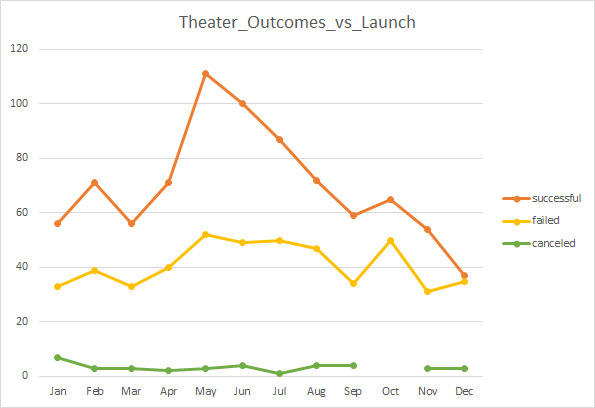 Theater_Outcomes_vs_Launch
120
100
80
60
40
20
0
Jan Feb Mar Apr May Jun Jul Aug Sep Oct Nov Dec
successful
failed
canceled